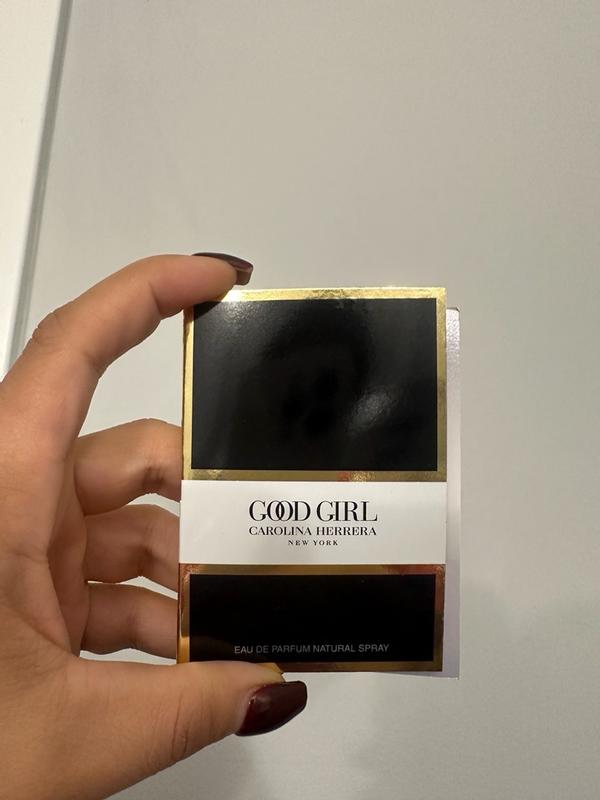 GOOD GIRL
CAROLINA HERRERA
NEW YORK
EAU DE PARFUM NATURAL SPRAY